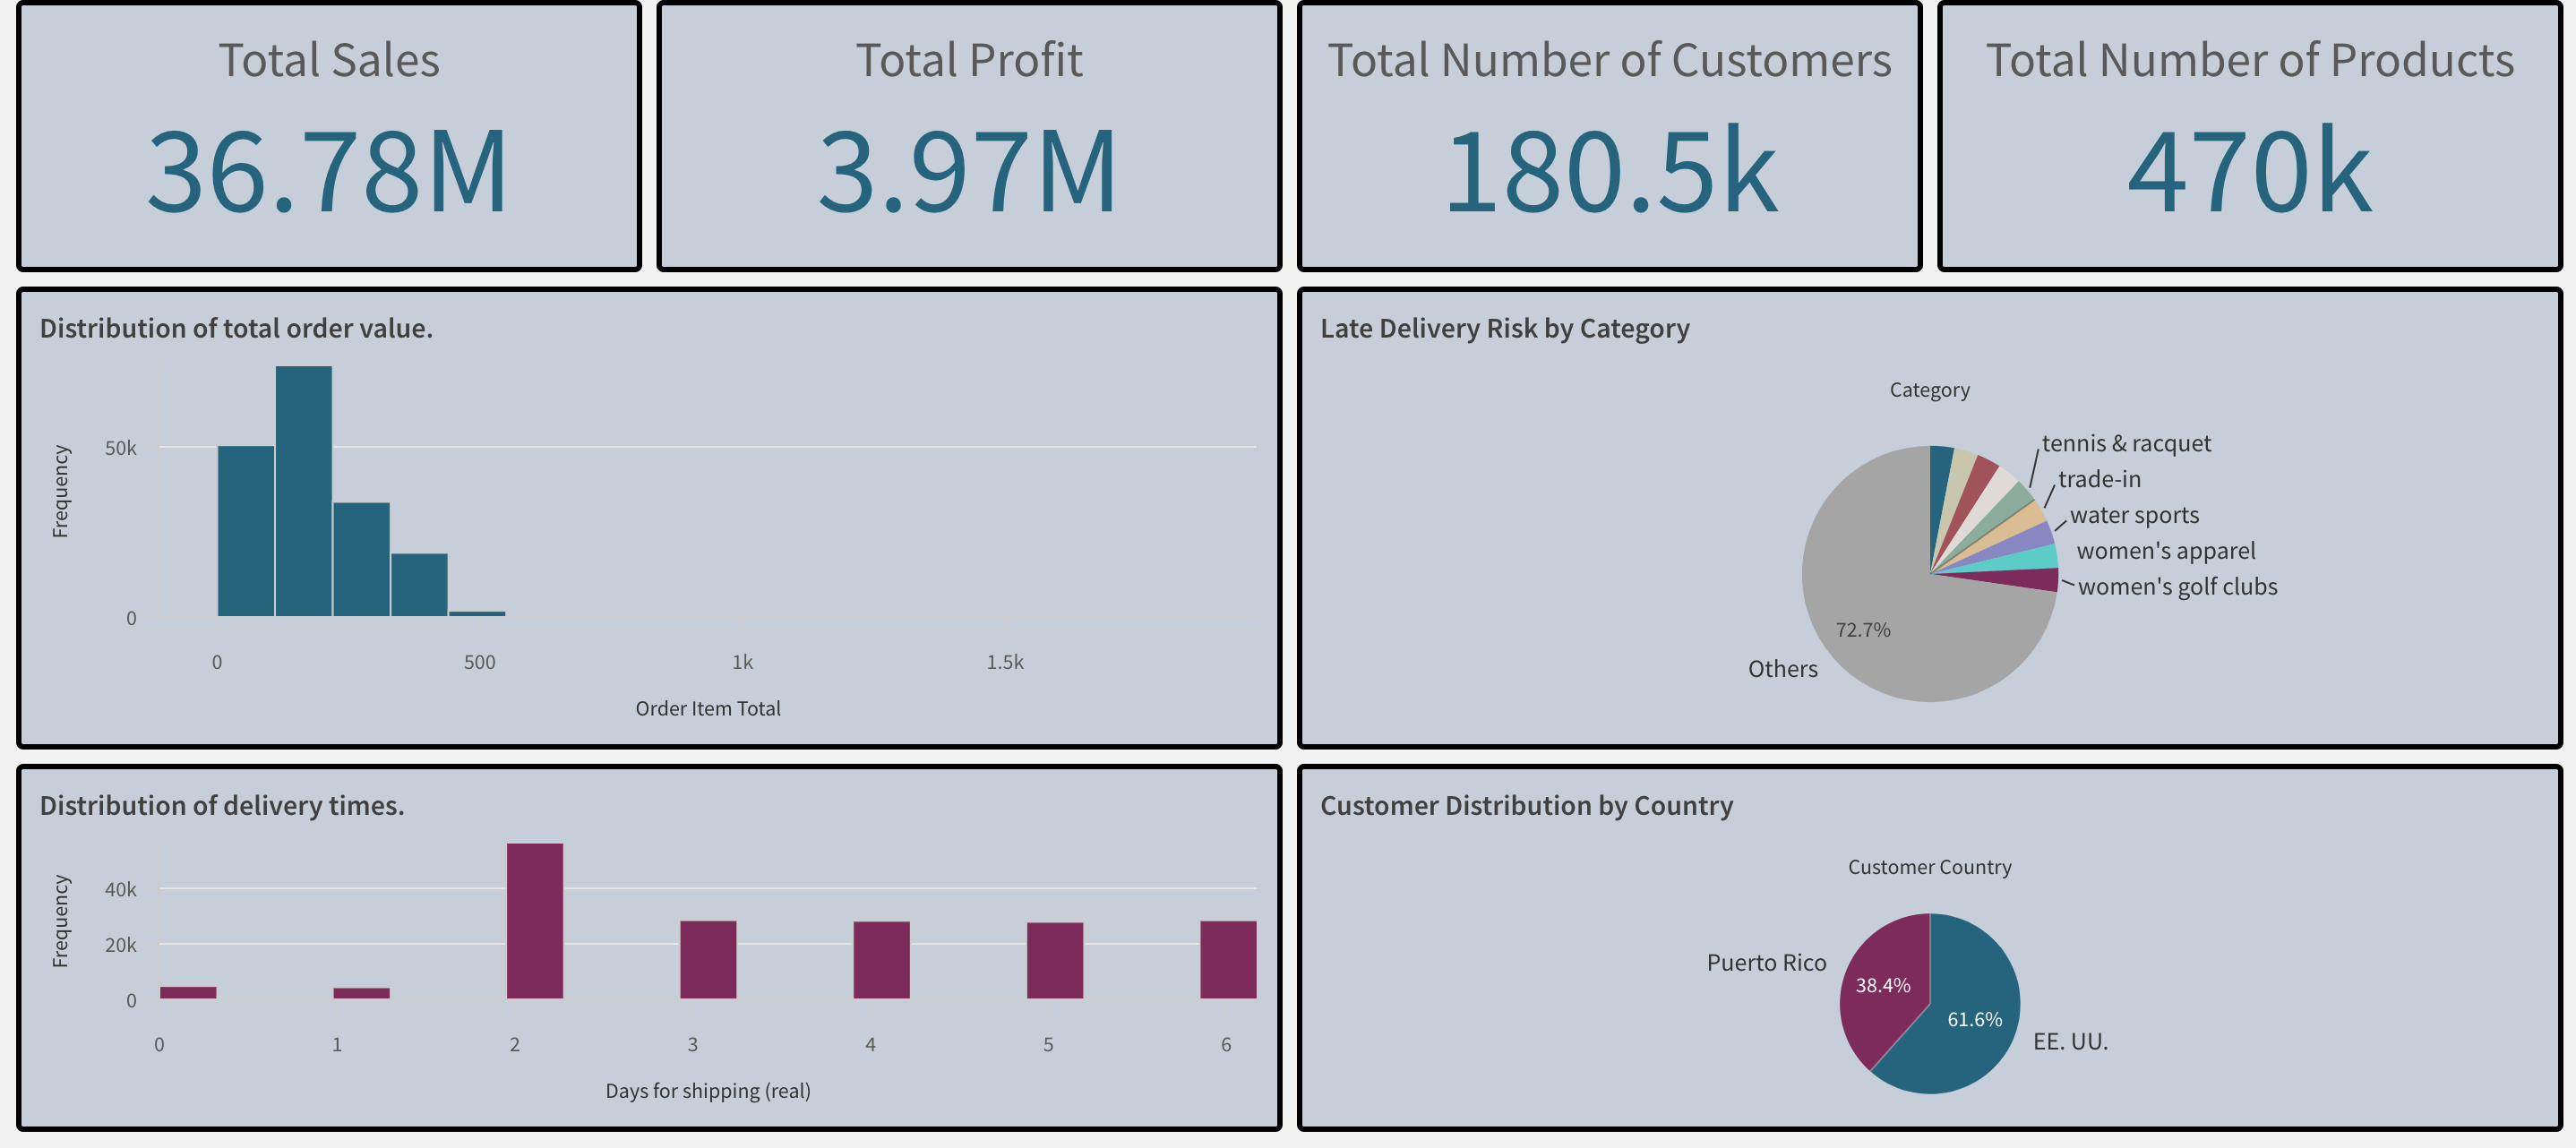 Total Sales
36.78M
Total Profit
3.97M
Total Number of Customers
180.5k
Total Number of Products
470k
Distribution of total order value.
Frequency
50k
0
0
500
1k
1.5k
Order Item Total
Late Delivery Risk by Category
Category
tennis & racquet
trade-in
water sports
women's apparel
women's golf clubs
72.7%
Others
Distribution of delivery times.
Frequency
40k
20k
0
0
1
2
3
4
5
6
Days for shipping (real)
Customer Distribution by Country
Customer Country
Puerto Rico
38.4%
61.6%
EE. UU.